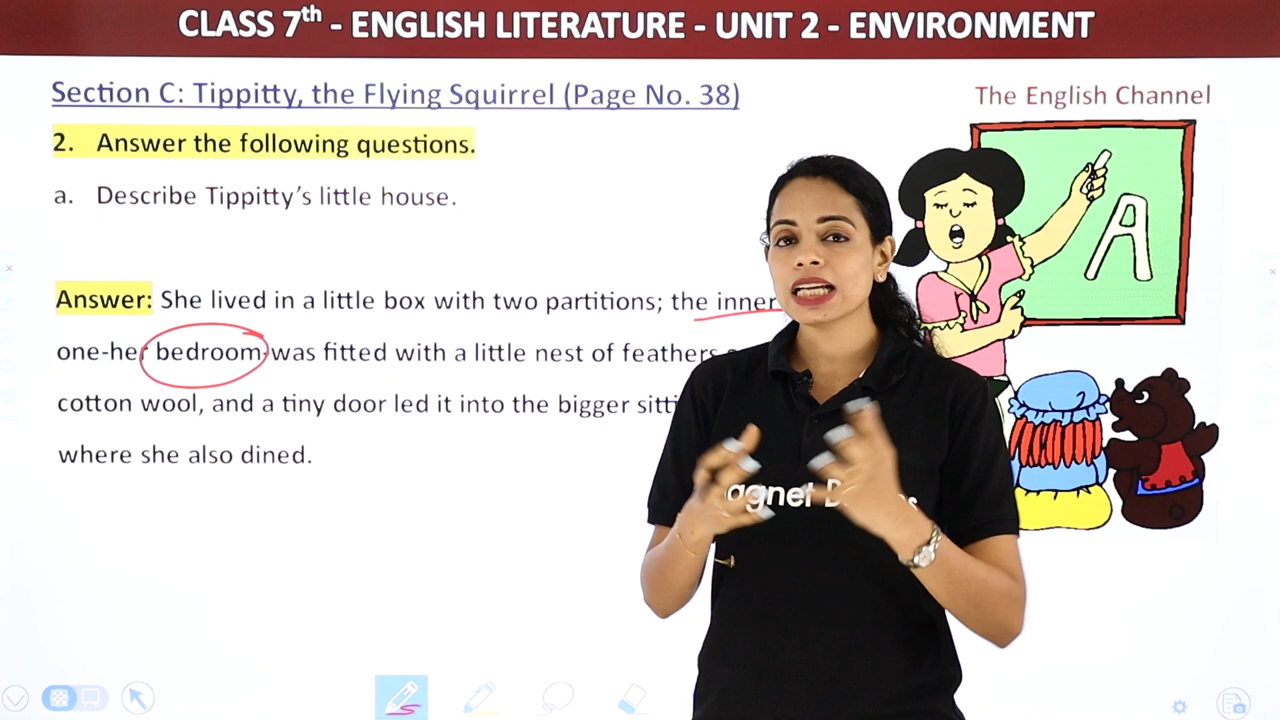 CLASS 7th - ENGLISH LITERATURE - UNIT 2 - ENVIRONMENT
Section C: Tippitty, the Flying Squirrel (Page No. 38)
The English Channel
2. Answer the following questions.
a. Describe Tippitty's little house.
A
Answer: She lived in a little box with two partitions; the inner
one-her bedroom-was fitted with a little nest of feathers
cotton wool, and a tiny door led it into the bigger
where she also dined.